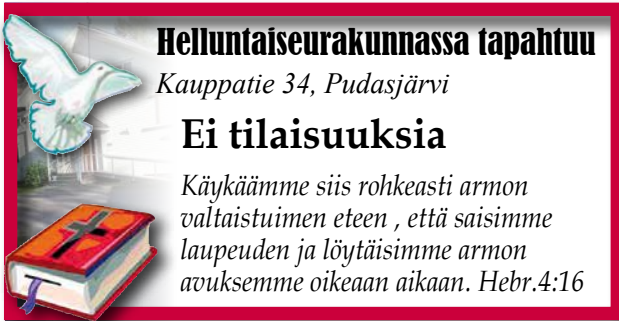 Helluntaiseurakunnassa tapahtuu
Kauppatie 34, Pudasjärvi
Ei tilaisuuksia
Käykäämme siis rohkeasti armon
valtaistuimen eteen , että saisimme
laupeuden ja löytäisimme armon
avuksemme oikeaan aikaan. Hebr.4:16